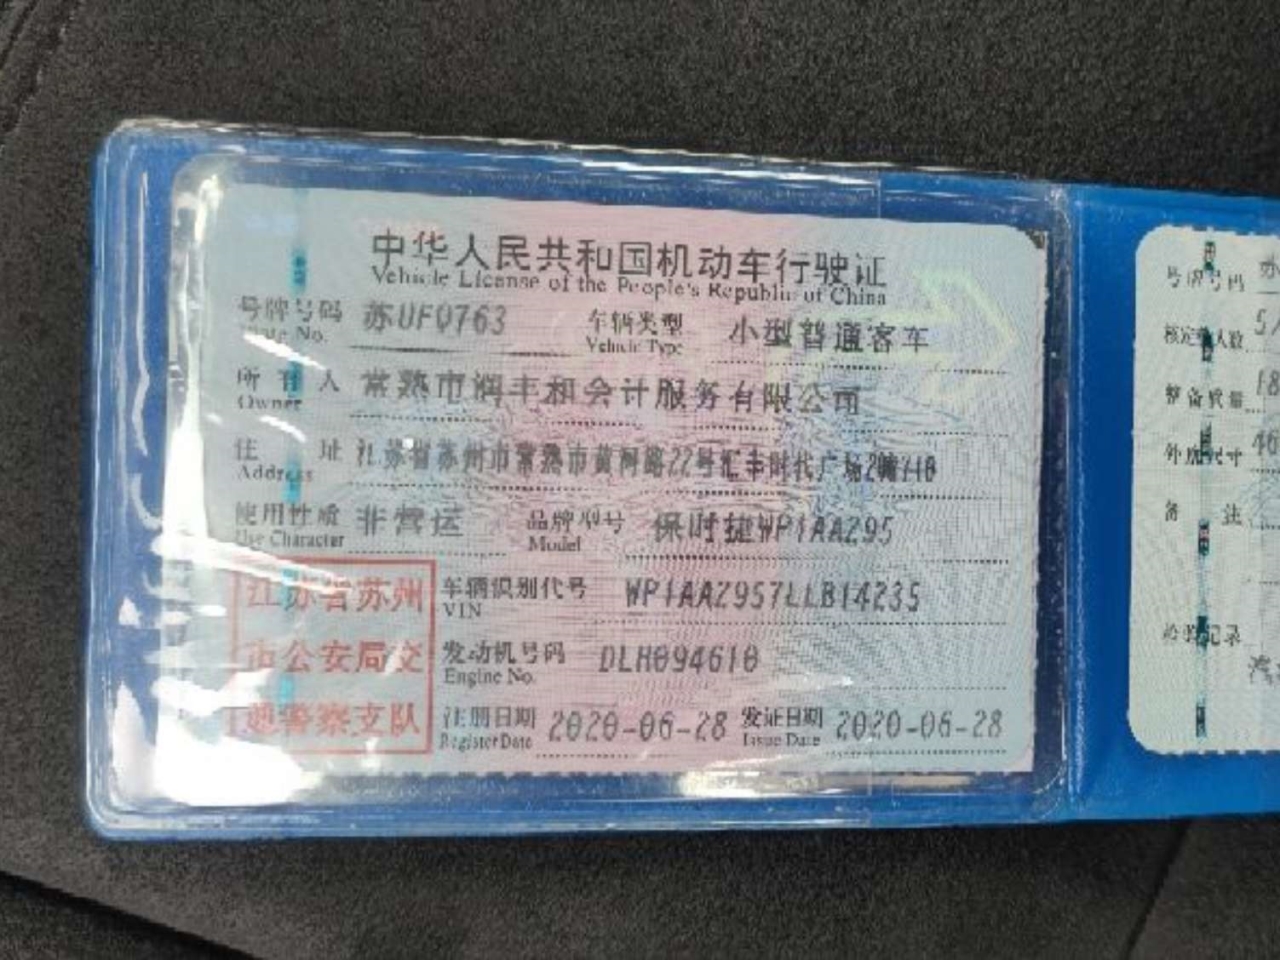 中华人民共和国机动车行驶证
Vehicle License of the People's Republic of China
号牌号码 苏UF0763 车辆类型 小型普通客车
Plate No. Vehicle Type
所有人 常熟市润丰和会计服务有限公司
Owner
住址 江苏省苏州市常熟市黄河路22号汇丰时代广场2幢710
Address
使用性质 非营运 品牌型号 保时捷WP1AAZ95
Use Character Model
江苏省苏州 车辆识别代号 WP1AAZ957LLB14235
VIN
市公安局交 发动机号码 DLH094610
Engine No.
通警察支队 注册日期 2020-06-28 发证日期 2020-06-28
Register Date Issue Date
号牌号码 苏
核定载人数 5
整备质量 18
外廓尺寸 46
备注
检验记录